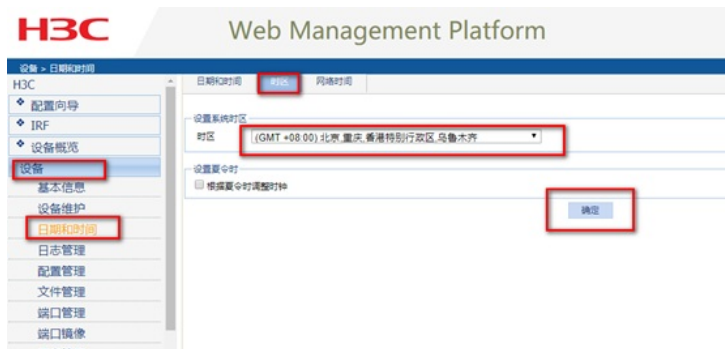 H3C
Web Management Platform
设备 > 日期和时间
H3C
配置向导
IRF
设备概览
设备
基本信息
设备维护
日期和时间
日志管理
配置管理
文件管理
端口管理
端口镜像
日期和时间 时区 网络时间
设置系统时区
时区 (GMT +08:00) 北京,重庆,香港特别行政区,乌鲁木齐
设置夏令时
根据夏令时调整时钟
确定